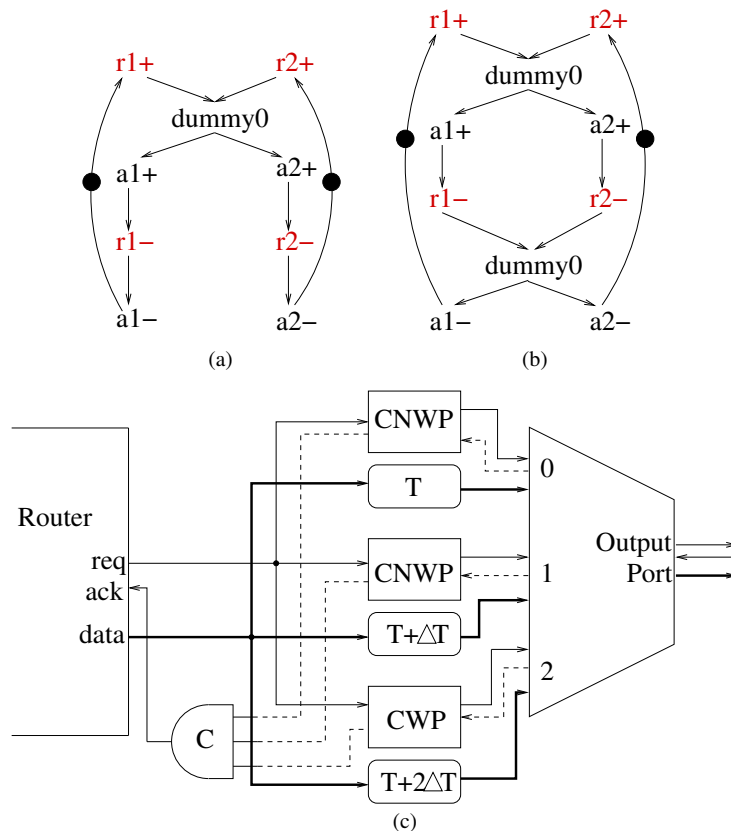 r1+ r2+
dummy0
a1+ a2+
r1− r2−
a1− a2−
(a)
r1+ r2+
dummy0
a1+ a2+
r1− r2−
dummy0
a1− a2−
(b)
Router
req
ack
data
C
CNWP
T
CNWP
T+△T
CWP
T+2△T
0
1
2
Output
Port
(c)